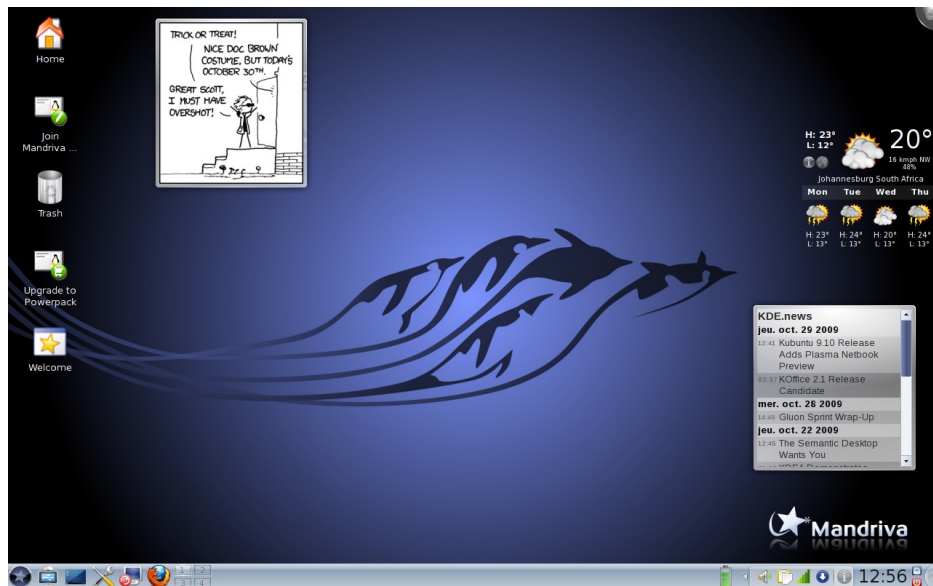 Home
Join
Mandriva ...
Trash
Upgrade to
Powerpack
Welcome
TRICK OR TREAT!
NICE DOC BROWN
COSTUME, BUT TODAY'S
OCTOBER 30TH.
GREAT SCOTT,
I MUST HAVE
OVERSHOT!
H: 23°
L: 12°
20°
16 kmph NW
48%
Johannesburg South Africa
Mon Tue Wed Thu
H: 23° H: 24° H: 20° H: 24°
L: 13° L: 13° L: 13° L: 13°
KDE.news
jeu. oct. 29 2009
12:41 Kubuntu 9.10 Release
Adds Plasma Netbook
Preview
02:37 KOffice 2.1 Release
Candidate
mer. oct. 28 2009
14:49 Gluon Sprint Wrap-Up
jeu. oct. 22 2009
12:45 The Semantic Desktop
Wants You
Mandriva
1 2
3 4
12:56